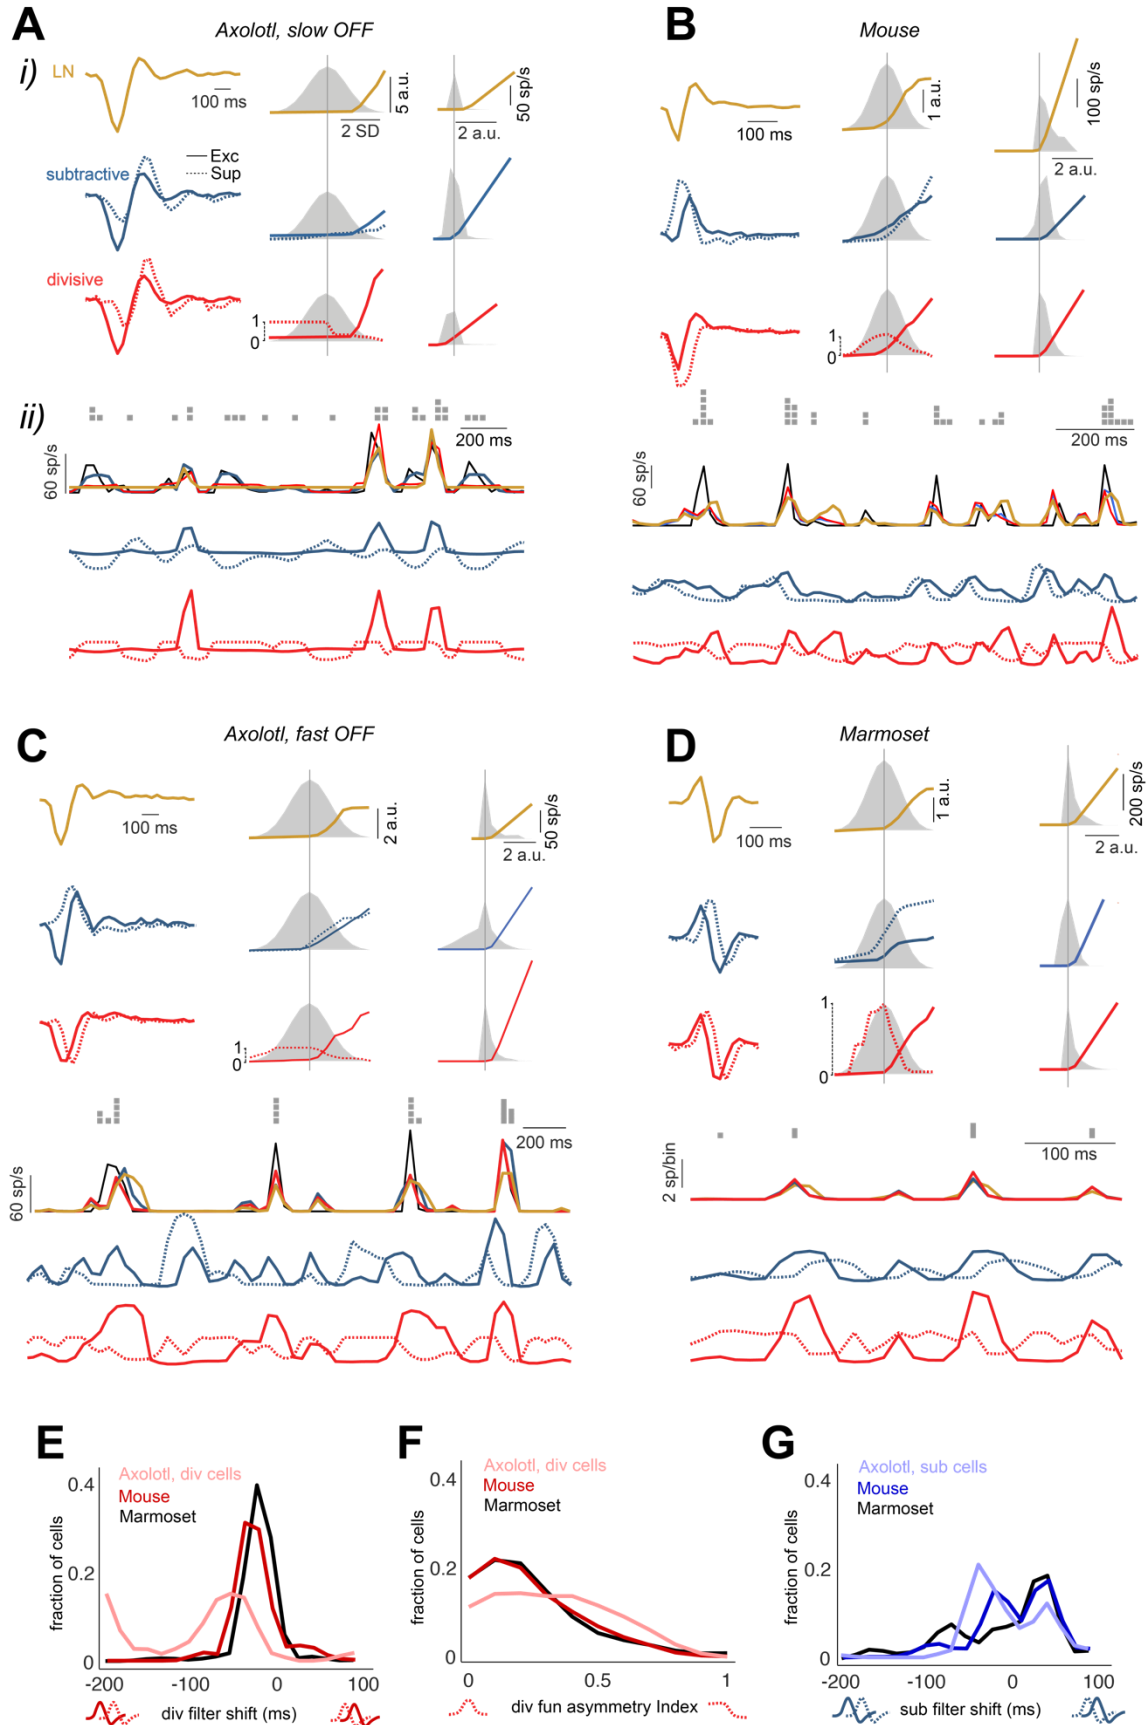 A
Axolotl, slow OFF
i)
LN
100 ms
2 SD
5 a.u.
2 a.u.
50 sp/s
subtractive
Exc
Sup
divisive
1
0
ii)
200 ms
60 sp/s
B
Mouse
100 ms
1 a.u.
100 sp/s
2 a.u.
1
0
200 ms
60 sp/s
C
Axolotl, fast OFF
100 ms
2 a.u.
50 sp/s
2 a.u.
1
0
200 ms
60 sp/s
D
Marmoset
100 ms
1 a.u.
200 sp/s
2 a.u.
1
0
100 ms
2 sp/bin
E
Axolotl, div cells
Mouse
Marmoset
fraction of cells
0.4
0.2
0
-200 -100 0 100
div filter shift (ms)
F
Axolotl, div cells
Mouse
Marmoset
fraction of cells
0.4
0.2
0
0 0.5 1
div fun asymmetry Index
G
Axolotl, sub cells
Mouse
Marmoset
fraction of cells
0.4
0.2
0
-200 -100 0 100
sub filter shift (ms)